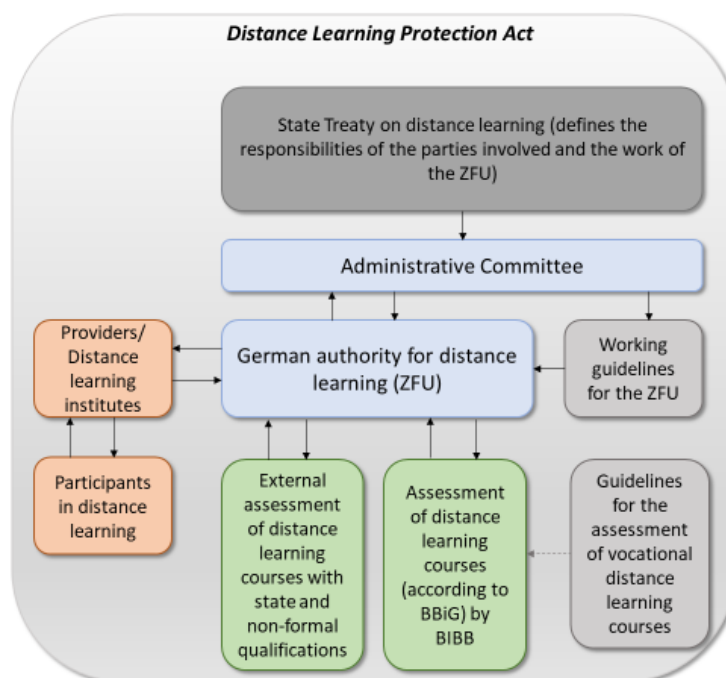 Distance Learning Protection Act
State Treaty on distance learning (defines the
responsibilities of the parties involved and the work of
the ZFU)
Administrative Committee
Providers/
Distance
learning
institutes
German authority for distance
learning (ZFU)
Working
guidelines
for the ZFU
Participants
in distance
learning
External
assessment
of distance
learning
courses with
state and
non-formal
qualifications
Assessment
of distance
learning
courses
(according to
BBiG) by
BIBB
Guidelines
for the
assessment
of vocational
distance
learning
courses